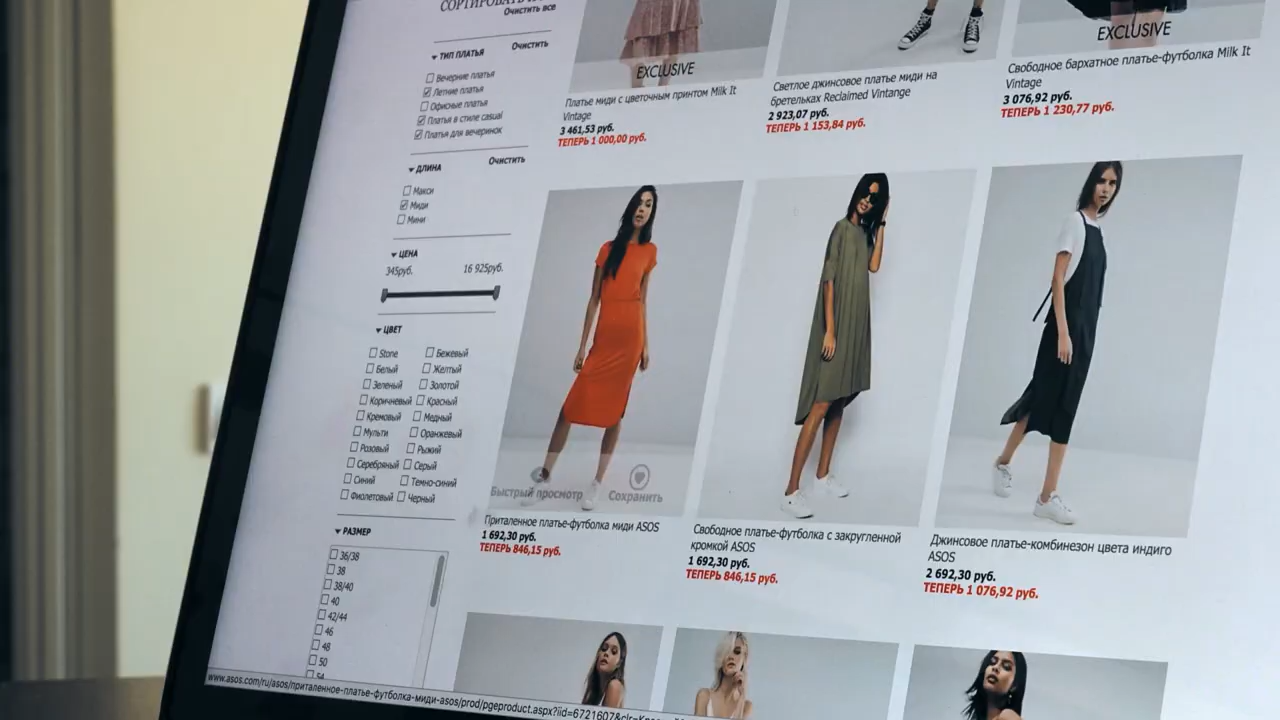 СОРТИРОВАТЬ
Очистить все
ТИП ПЛАТЬЯ Очистить
Вечерние платья
Летние платья
Офисные платья
Платья в стиле casual
Платья для вечеринок
ДЛИНА Очистить
Макси
Миди
Мини
ЦЕНА
345руб. 16 925руб.
ЦВЕТ
Stone Бежевый
Белый Желтый
Зеленый Золотой
Коричневый Красный
Кремовый Медный
Мульти Оранжевый
Розовый Рыжий
Серебряный Серый
Синий Темно-синий
Фиолетовый Черный
РАЗМЕР
36/38
38
38/40
40
42/44
46
48
50
54
EXCLUSIVE
Платье миди с цветочным принтом Milk It
Vintage
3 461,53 руб.
ТЕПЕРЬ 1 000,00 руб.
Светлое джинсовое платье миди на
бретельках Reclaimed Vintange
2 923,07 руб.
ТЕПЕРЬ 1 153,84 руб.
EXCLUSIVE
Свободное бархатное платье-футболка Milk It
Vintage
3 076,92 руб.
ТЕПЕРЬ 1 230,77 руб.
Быстрый просмотр Сохранить
Приталенное платье-футболка миди ASOS
1 692,30 руб.
ТЕПЕРЬ 846,15 руб.
Свободное платье-футболка с закругленной
кромкой ASOS
1 692,30 руб.
ТЕПЕРЬ 846,15 руб.
Джинсовое платье-комбинезон цвета индиго
ASOS
2 692,30 руб.
ТЕПЕРЬ 1 076,92 руб.
www.asos.com/ru/asos/приталенное-платье-футболка-миди-asos/prod/pgeproduct.aspx?iid=6721607&clr=